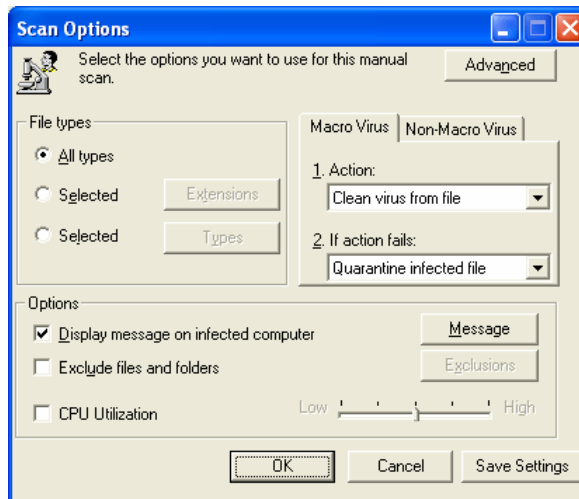 Scan Options
Select the options you want to use for this manual
scan.
Advanced
File types
All types
Selected
Extensions
Selected
Types
Macro Virus
Non-Macro Virus
1. Action:
Clean virus from file
2. If action fails:
Quarantine infected file
Options
Display message on infected computer
Message
Exclude files and folders
Exclusions
CPU Utilization
Low
High
OK
Cancel
Save Settings